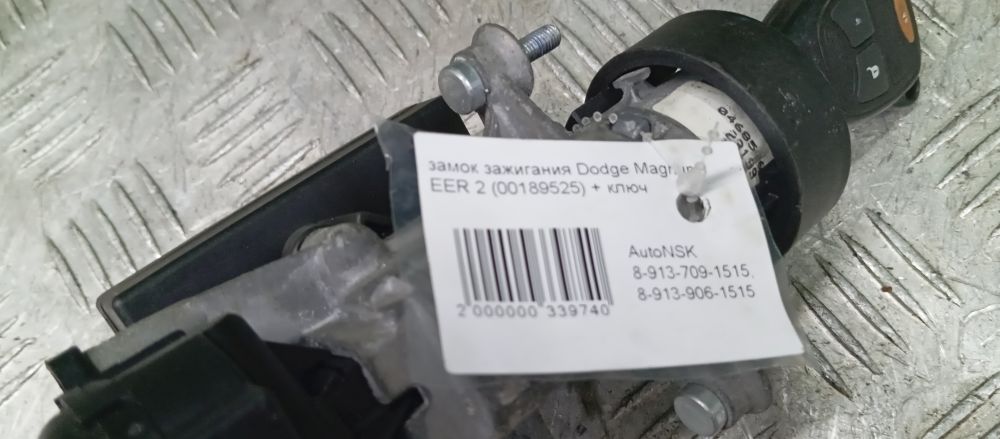 замок зажигания Dodge Magnum
EER 2 (00189525) + ключ
AutoNSK
8-913-709-1515,
8-913-906-1515
2 000000 339740